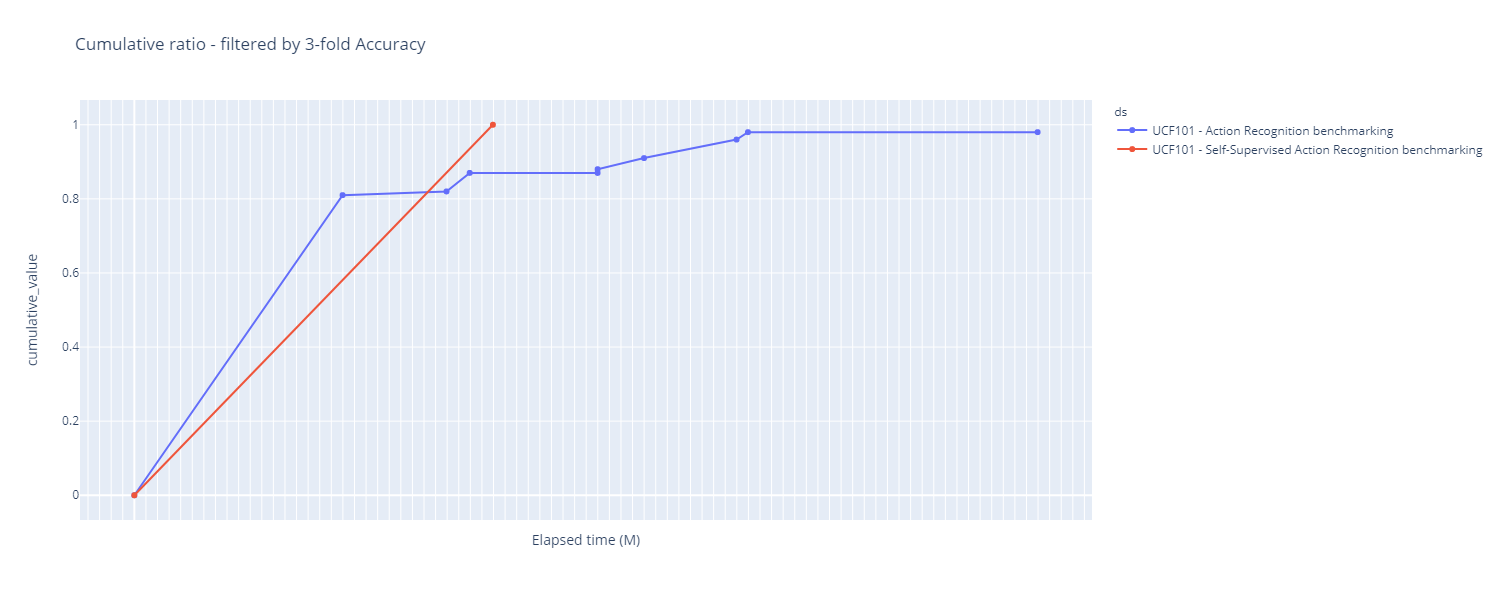 Cumulative ratio - filtered by 3-fold Accuracy
ds
UCF101 - Action Recognition benchmarking
UCF101 - Self-Supervised Action Recognition benchmarking
cumulative_value
1
0.8
0.6
0.4
0.2
0
Elapsed time (M)